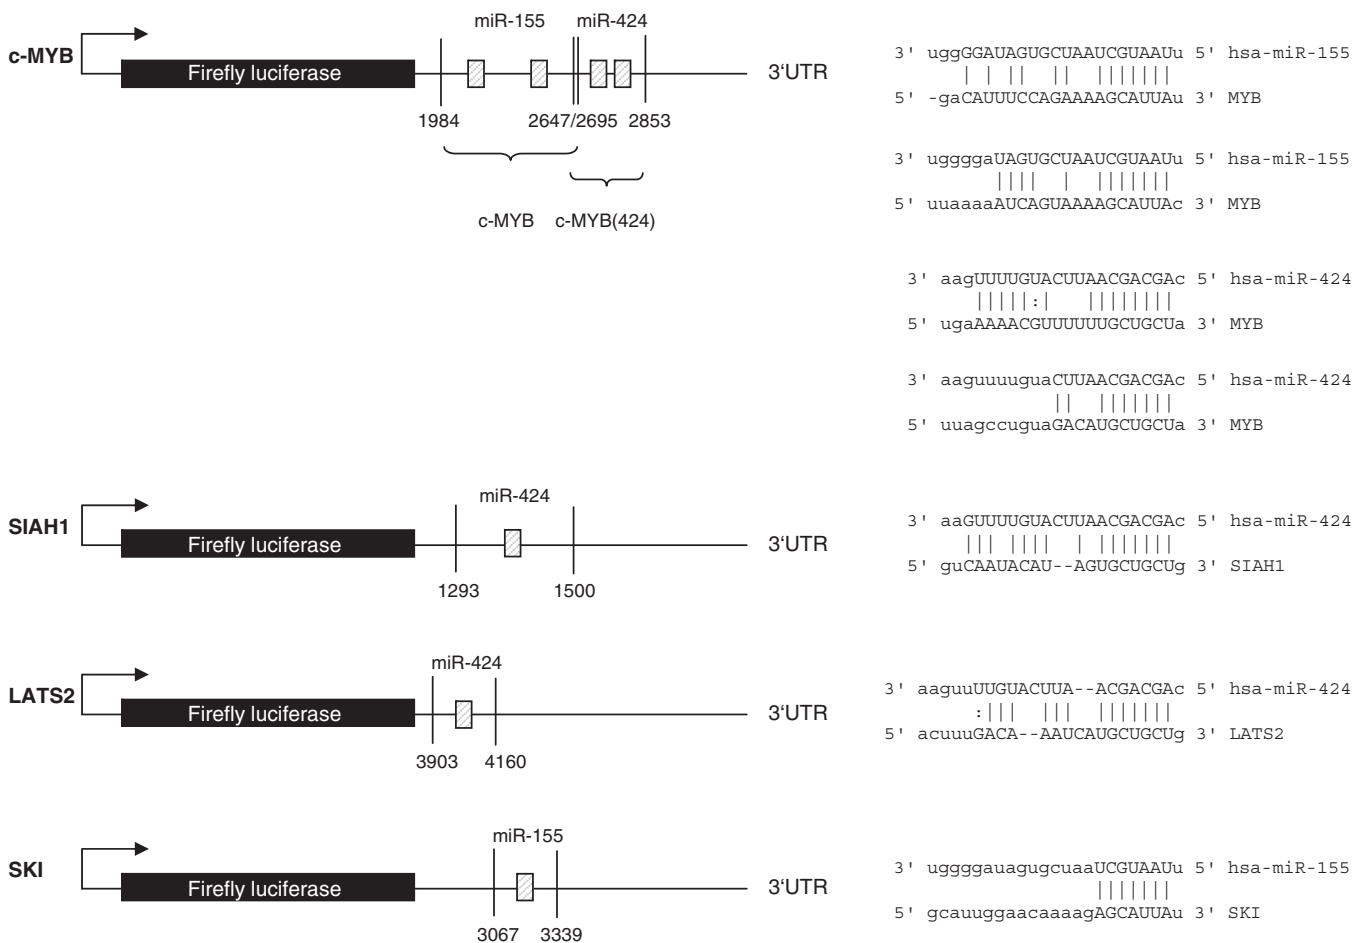 c-MYB
Firefly luciferase
miR-155 miR-424
1984 2647/2695 2853
3‘UTR
c-MYB c-MYB(424)
3' uggGGAUAGUGCUAAUCGUAAUu 5' hsa-miR-155
| | || || |||||||
5' -gaCAUUUCCAGAAAAGCAUUAu 3' MYB
3' uggggaUAGUGCUAAUCGUAAUu 5' hsa-miR-155
|||| | |||||||
5' uuaaaaAUCAGUAAAAGCAUUAc 3' MYB
3' aagUUUUGUACUUAACGACGAc 5' hsa-miR-424
|||||:| ||||||||
5' ugaAAAACGUUUUUUGCUGCUa 3' MYB
3' aaguuuuguaCUUAACGACGAc 5' hsa-miR-424
|| |||||||
5' uuagccuguaGACAUGCUGCUa 3' MYB
SIAH1
Firefly luciferase
miR-424
1293 1500
3‘UTR
3' aaGUUUUGUACUUAACGACGAc 5' hsa-miR-424
||| |||| | |||||||
5' guCAAUACAU--AGUGCUGCUg 3' SIAH1
LATS2
Firefly luciferase
miR-424
3903 4160
3‘UTR
3' aaguuUUGUACUUA--ACGACGAc 5' hsa-miR-424
:||| ||| |||||||
5' acuuuGACA--AAUCAUGCUGCUg 3' LATS2
SKI
Firefly luciferase
miR-155
3067 3339
3‘UTR
3' uggggauagugcuaaUCGUAAUu 5' hsa-miR-155
|||||||
5' gcauuggaacaaaagAGCAUUAu 3' SKI